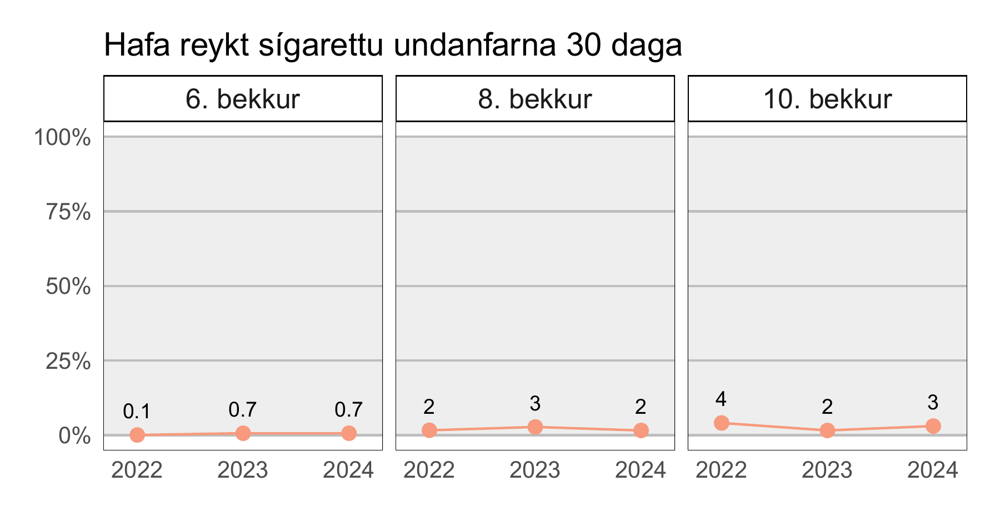 Hafa reykt sígarettu undanfarna 30 daga
6. bekkur 8. bekkur 10. bekkur
100%
75%
50%
25%
0%
0.1 0.7 0.7 2 3 2 4 2 3
2022 2023 2024 2022 2023 2024 2022 2023 2024